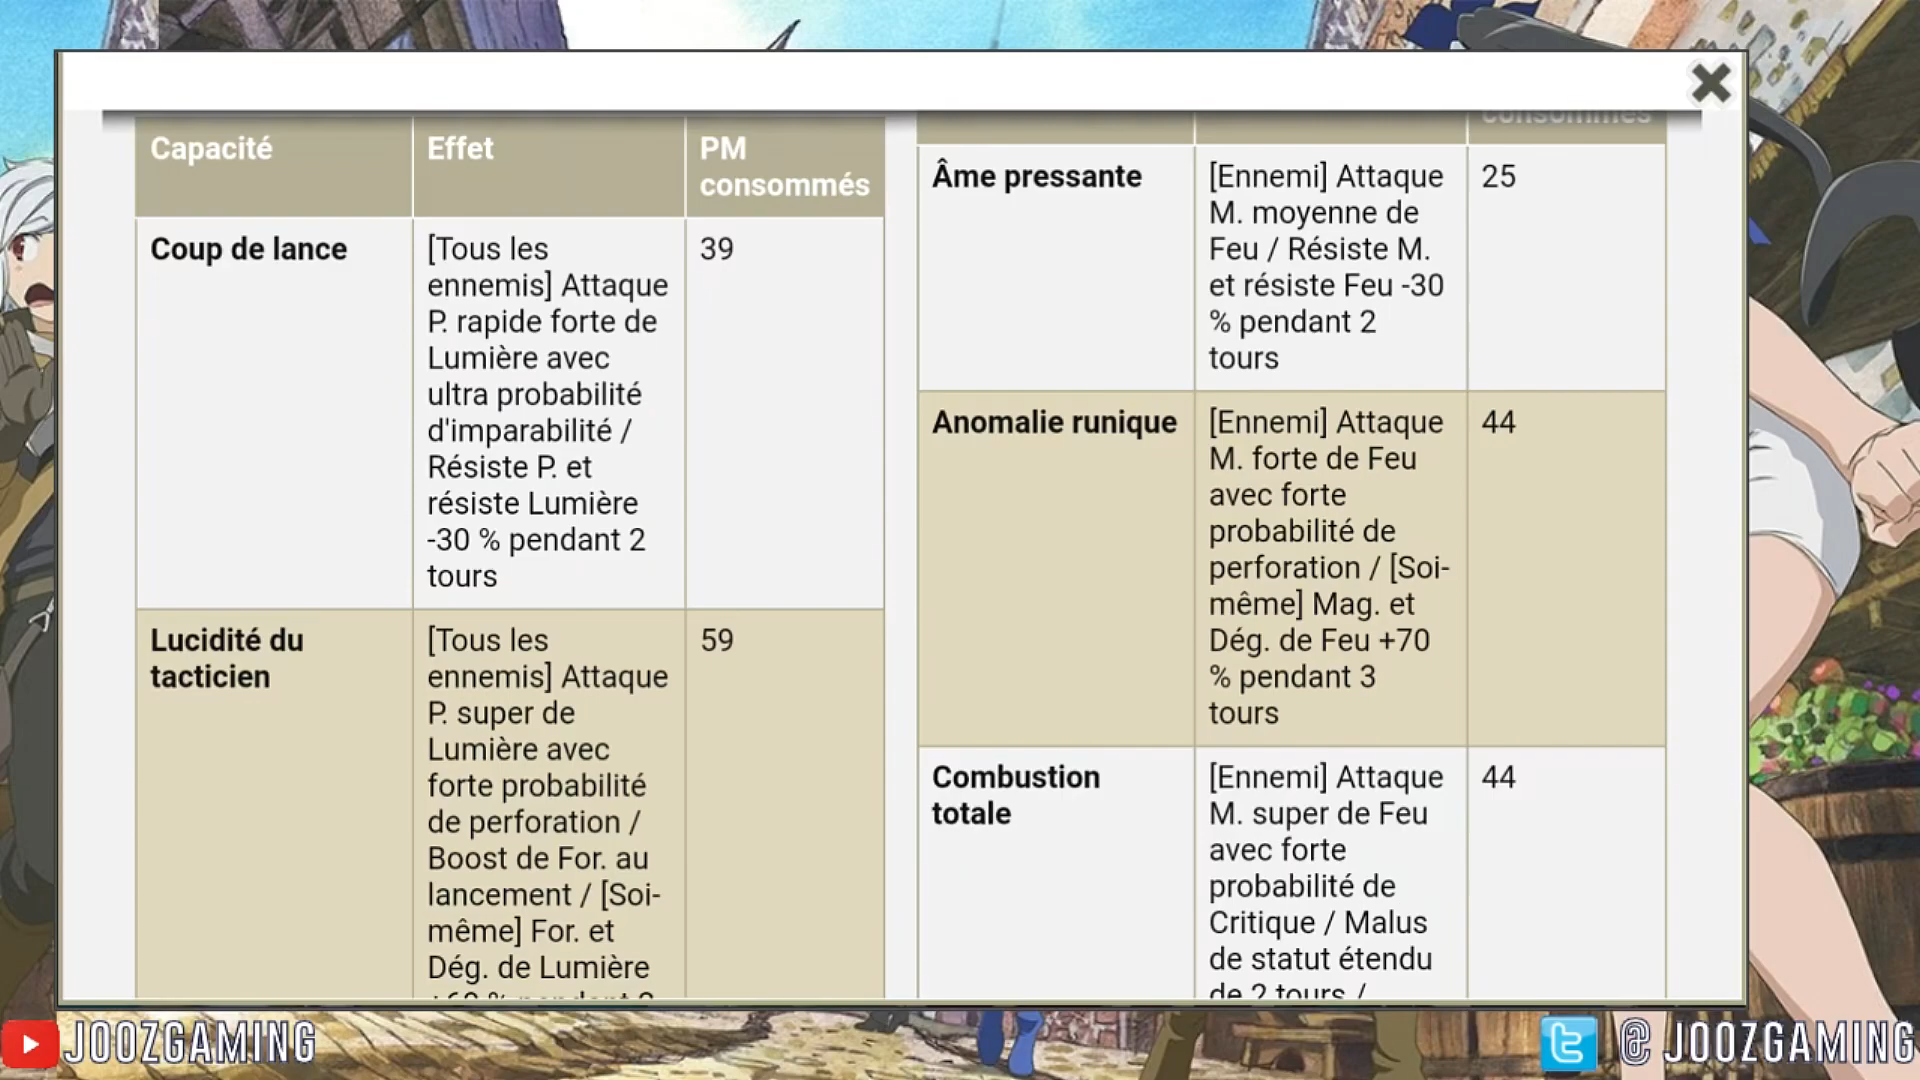 Capacité
Effet
PM
consommés
Coup de lance
[Tous les
ennemis] Attaque
P. rapide forte de
Lumière avec
ultra probabilité
d'imparabilité /
Résiste P. et
résiste Lumière
-30 % pendant 2
tours
39
Lucidité du
tacticien
[Tous les
ennemis] Attaque
P. super de
Lumière avec
forte probabilité
de perforation /
Boost de For. au
lancement / [Soi-
même] For. et
Dég. de Lumière
59
consommés
Âme pressante
[Ennemi] Attaque
M. moyenne de
Feu / Résiste M.
et résiste Feu -30
% pendant 2
tours
25
Anomalie runique
[Ennemi] Attaque
M. forte de Feu
avec forte
probabilité de
perforation / [Soi-
même] Mag. et
Dég. de Feu +70
% pendant 3
tours
44
Combustion
totale
[Ennemi] Attaque
M. super de Feu
avec forte
probabilité de
Critique / Malus
de statut étendu
de 2 tours /
44
JOOZGAMING
@ JOOZGAMING